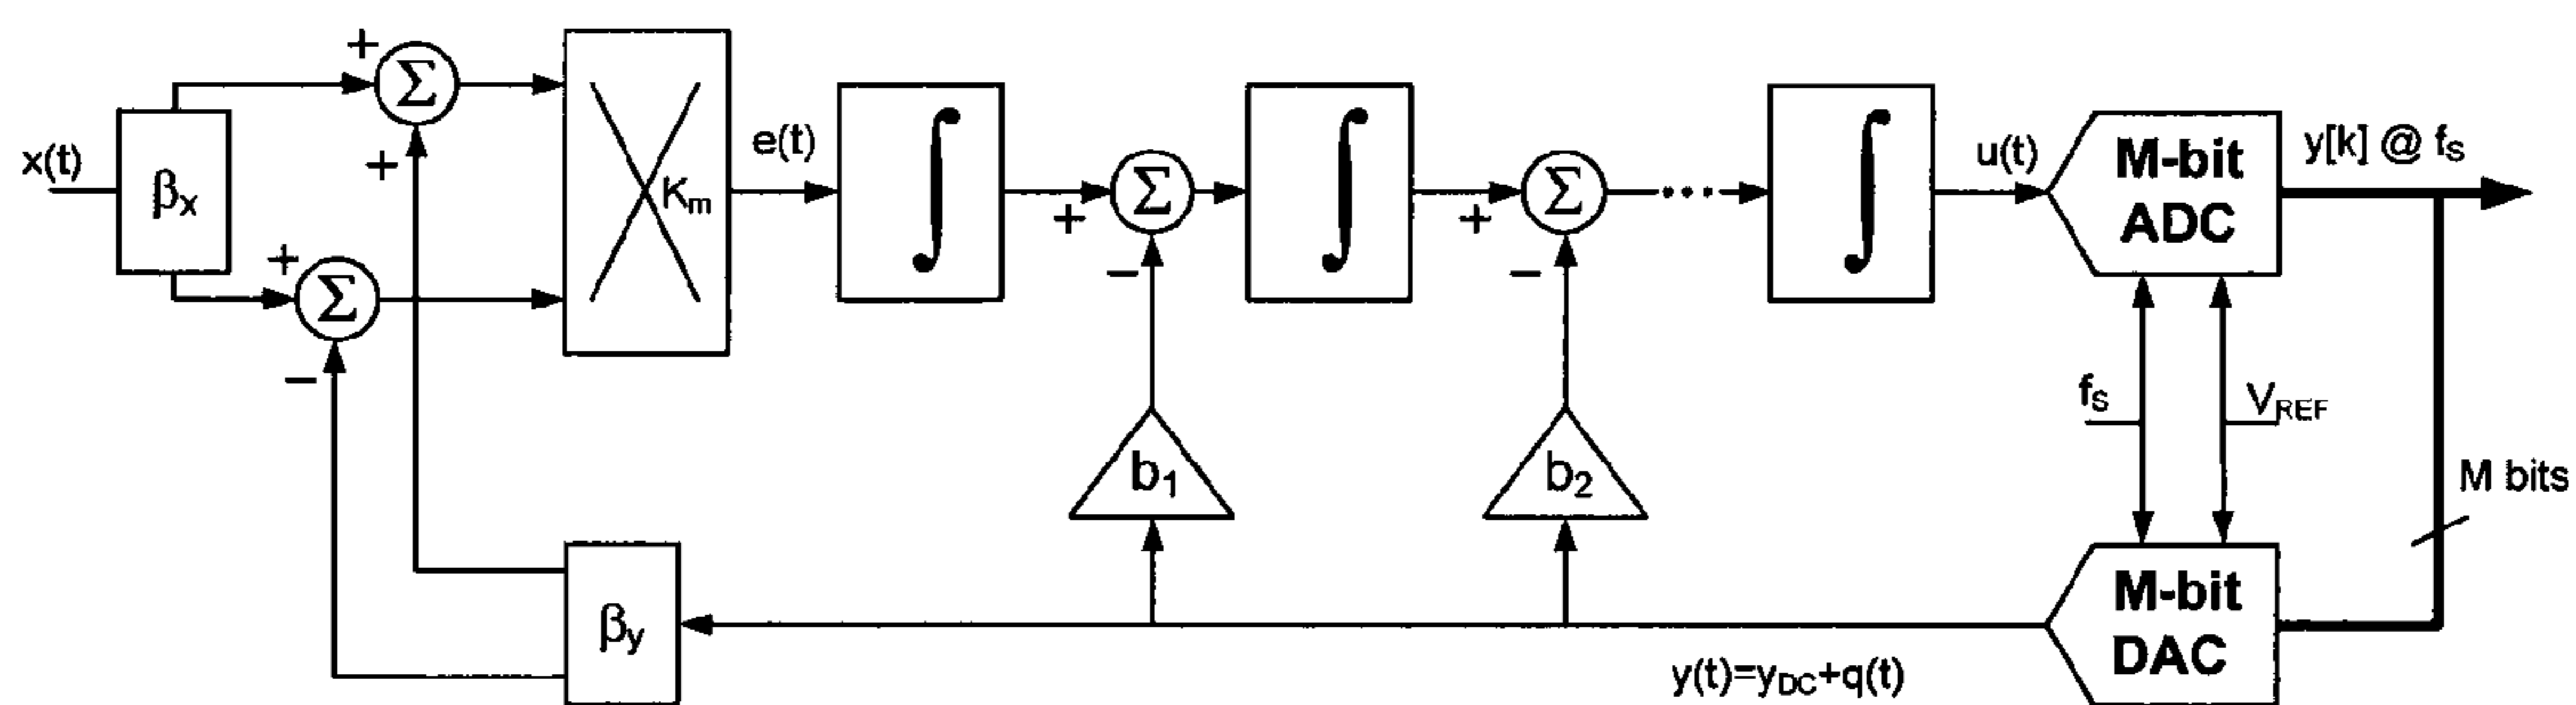 x(t)
βx
+
Σ
+
+
Σ
−
Km
e(t)
∫
+
Σ
−
∫
+
Σ
−
...
∫
u(t)
M-bit
ADC
y[k] @ fS
fS
VREF
M bits
b1
b2
βy
y(t)=yDC+q(t)
M-bit
DAC